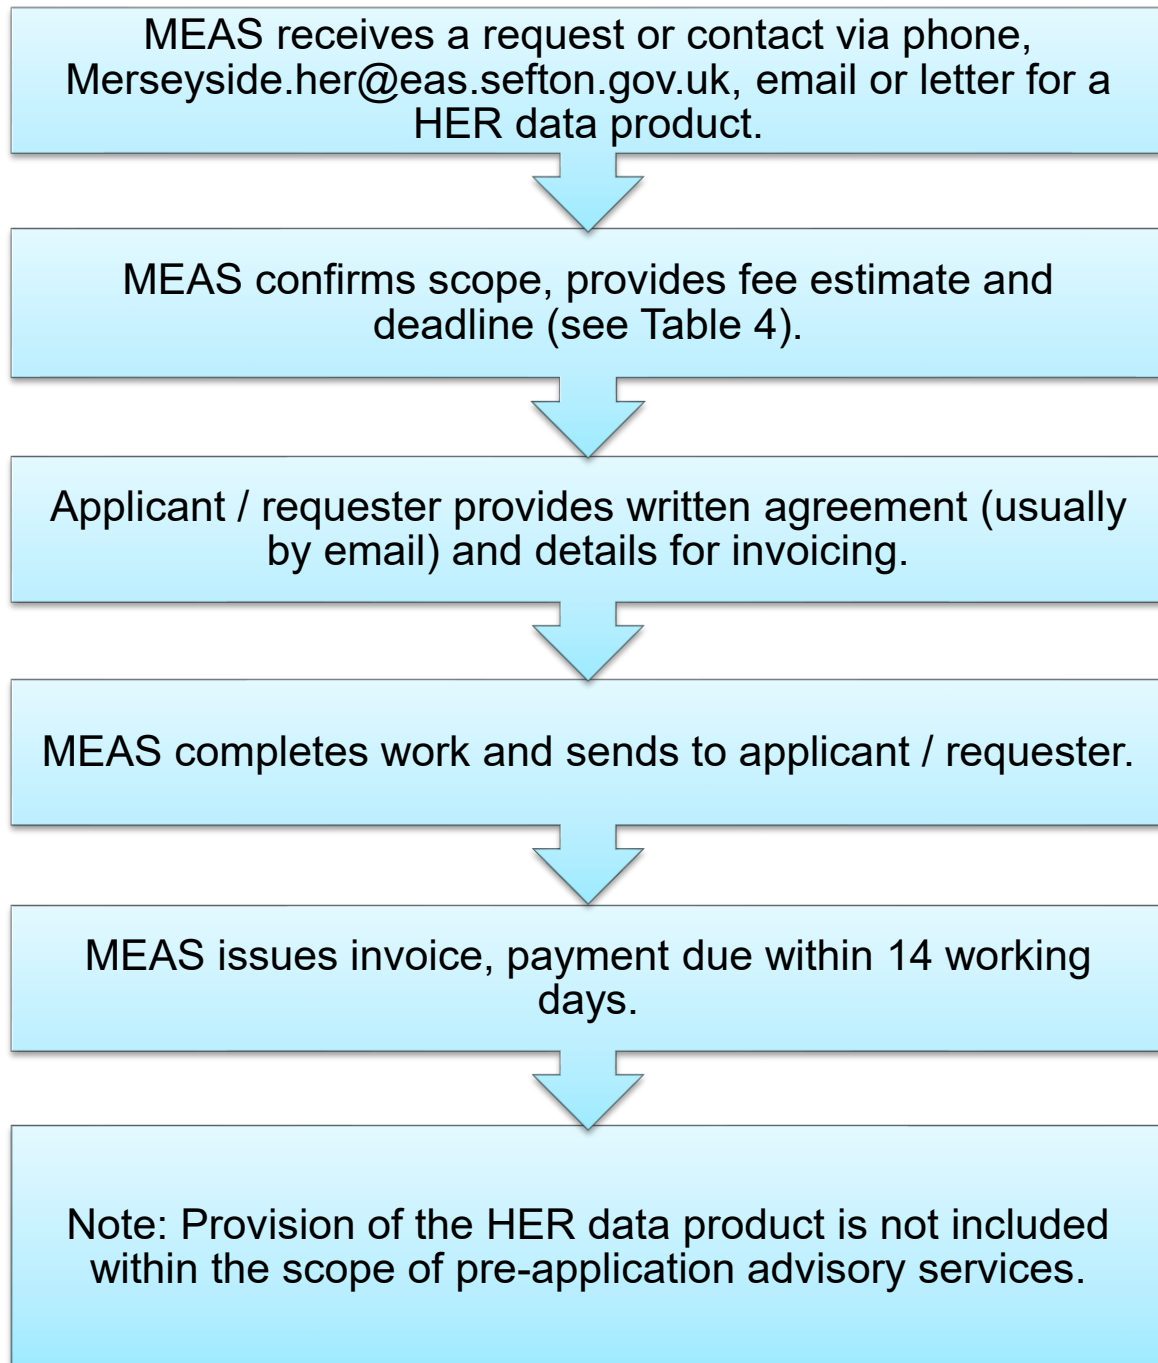 MEAS receives a request or contact via phone,
Merseyside.her@eas.sefton.gov.uk, email or letter for a
HER data product.
MEAS confirms scope, provides fee estimate and
deadline (see Table 4).
Applicant / requester provides written agreement (usually
by email) and details for invoicing.
MEAS completes work and sends to applicant / requester.
MEAS issues invoice, payment due within 14 working
days.
Note: Provision of the HER data product is not included
within the scope of pre-application advisory services.